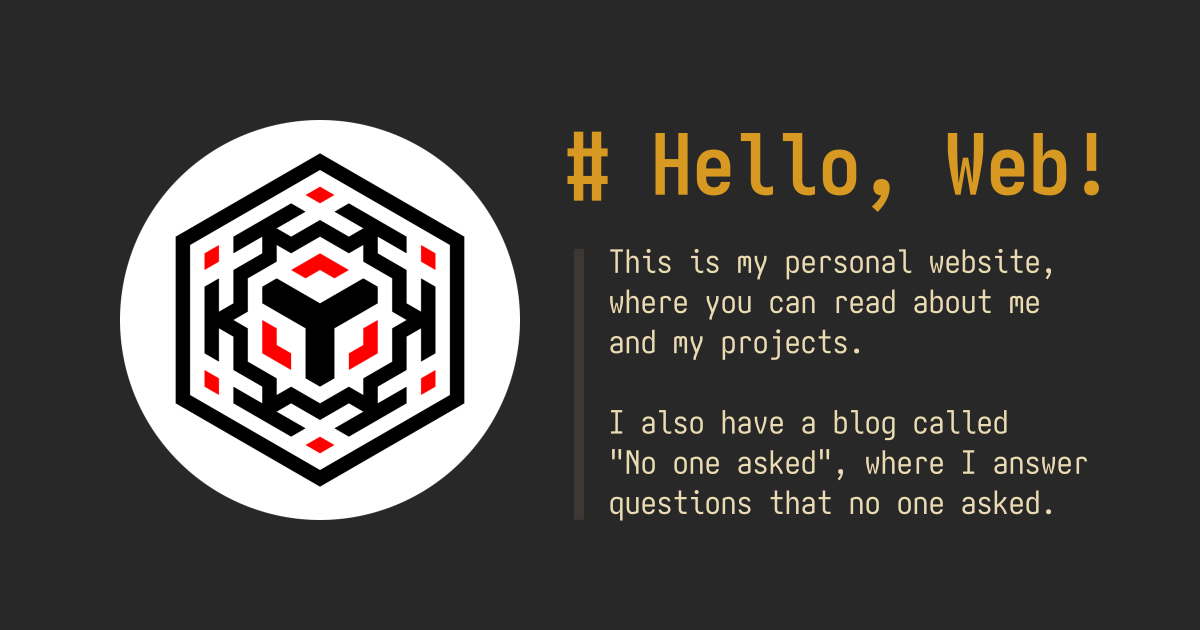 # Hello, Web!
This is my personal website,
where you can read about me
and my projects.
I also have a blog called
"No one asked", where I answer
questions that no one asked.